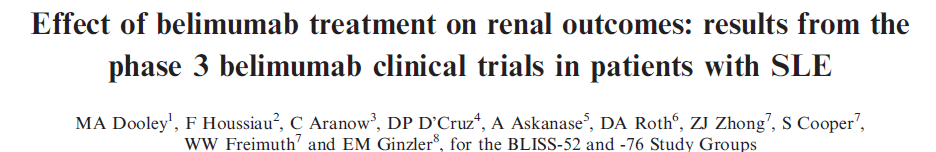 Effect of belimumab treatment on renal outcomes: results from the
phase 3 belimumab clinical trials in patients with SLE
MA Dooley¹, F Houssiau², C Aranow³, DP D'Cruz⁴, A Askanase⁵, DA Roth⁶, ZJ Zhong⁷, S Cooper⁷,
WW Freimuth⁷ and EM Ginzler⁸, for the BLISS-52 and -76 Study Groups